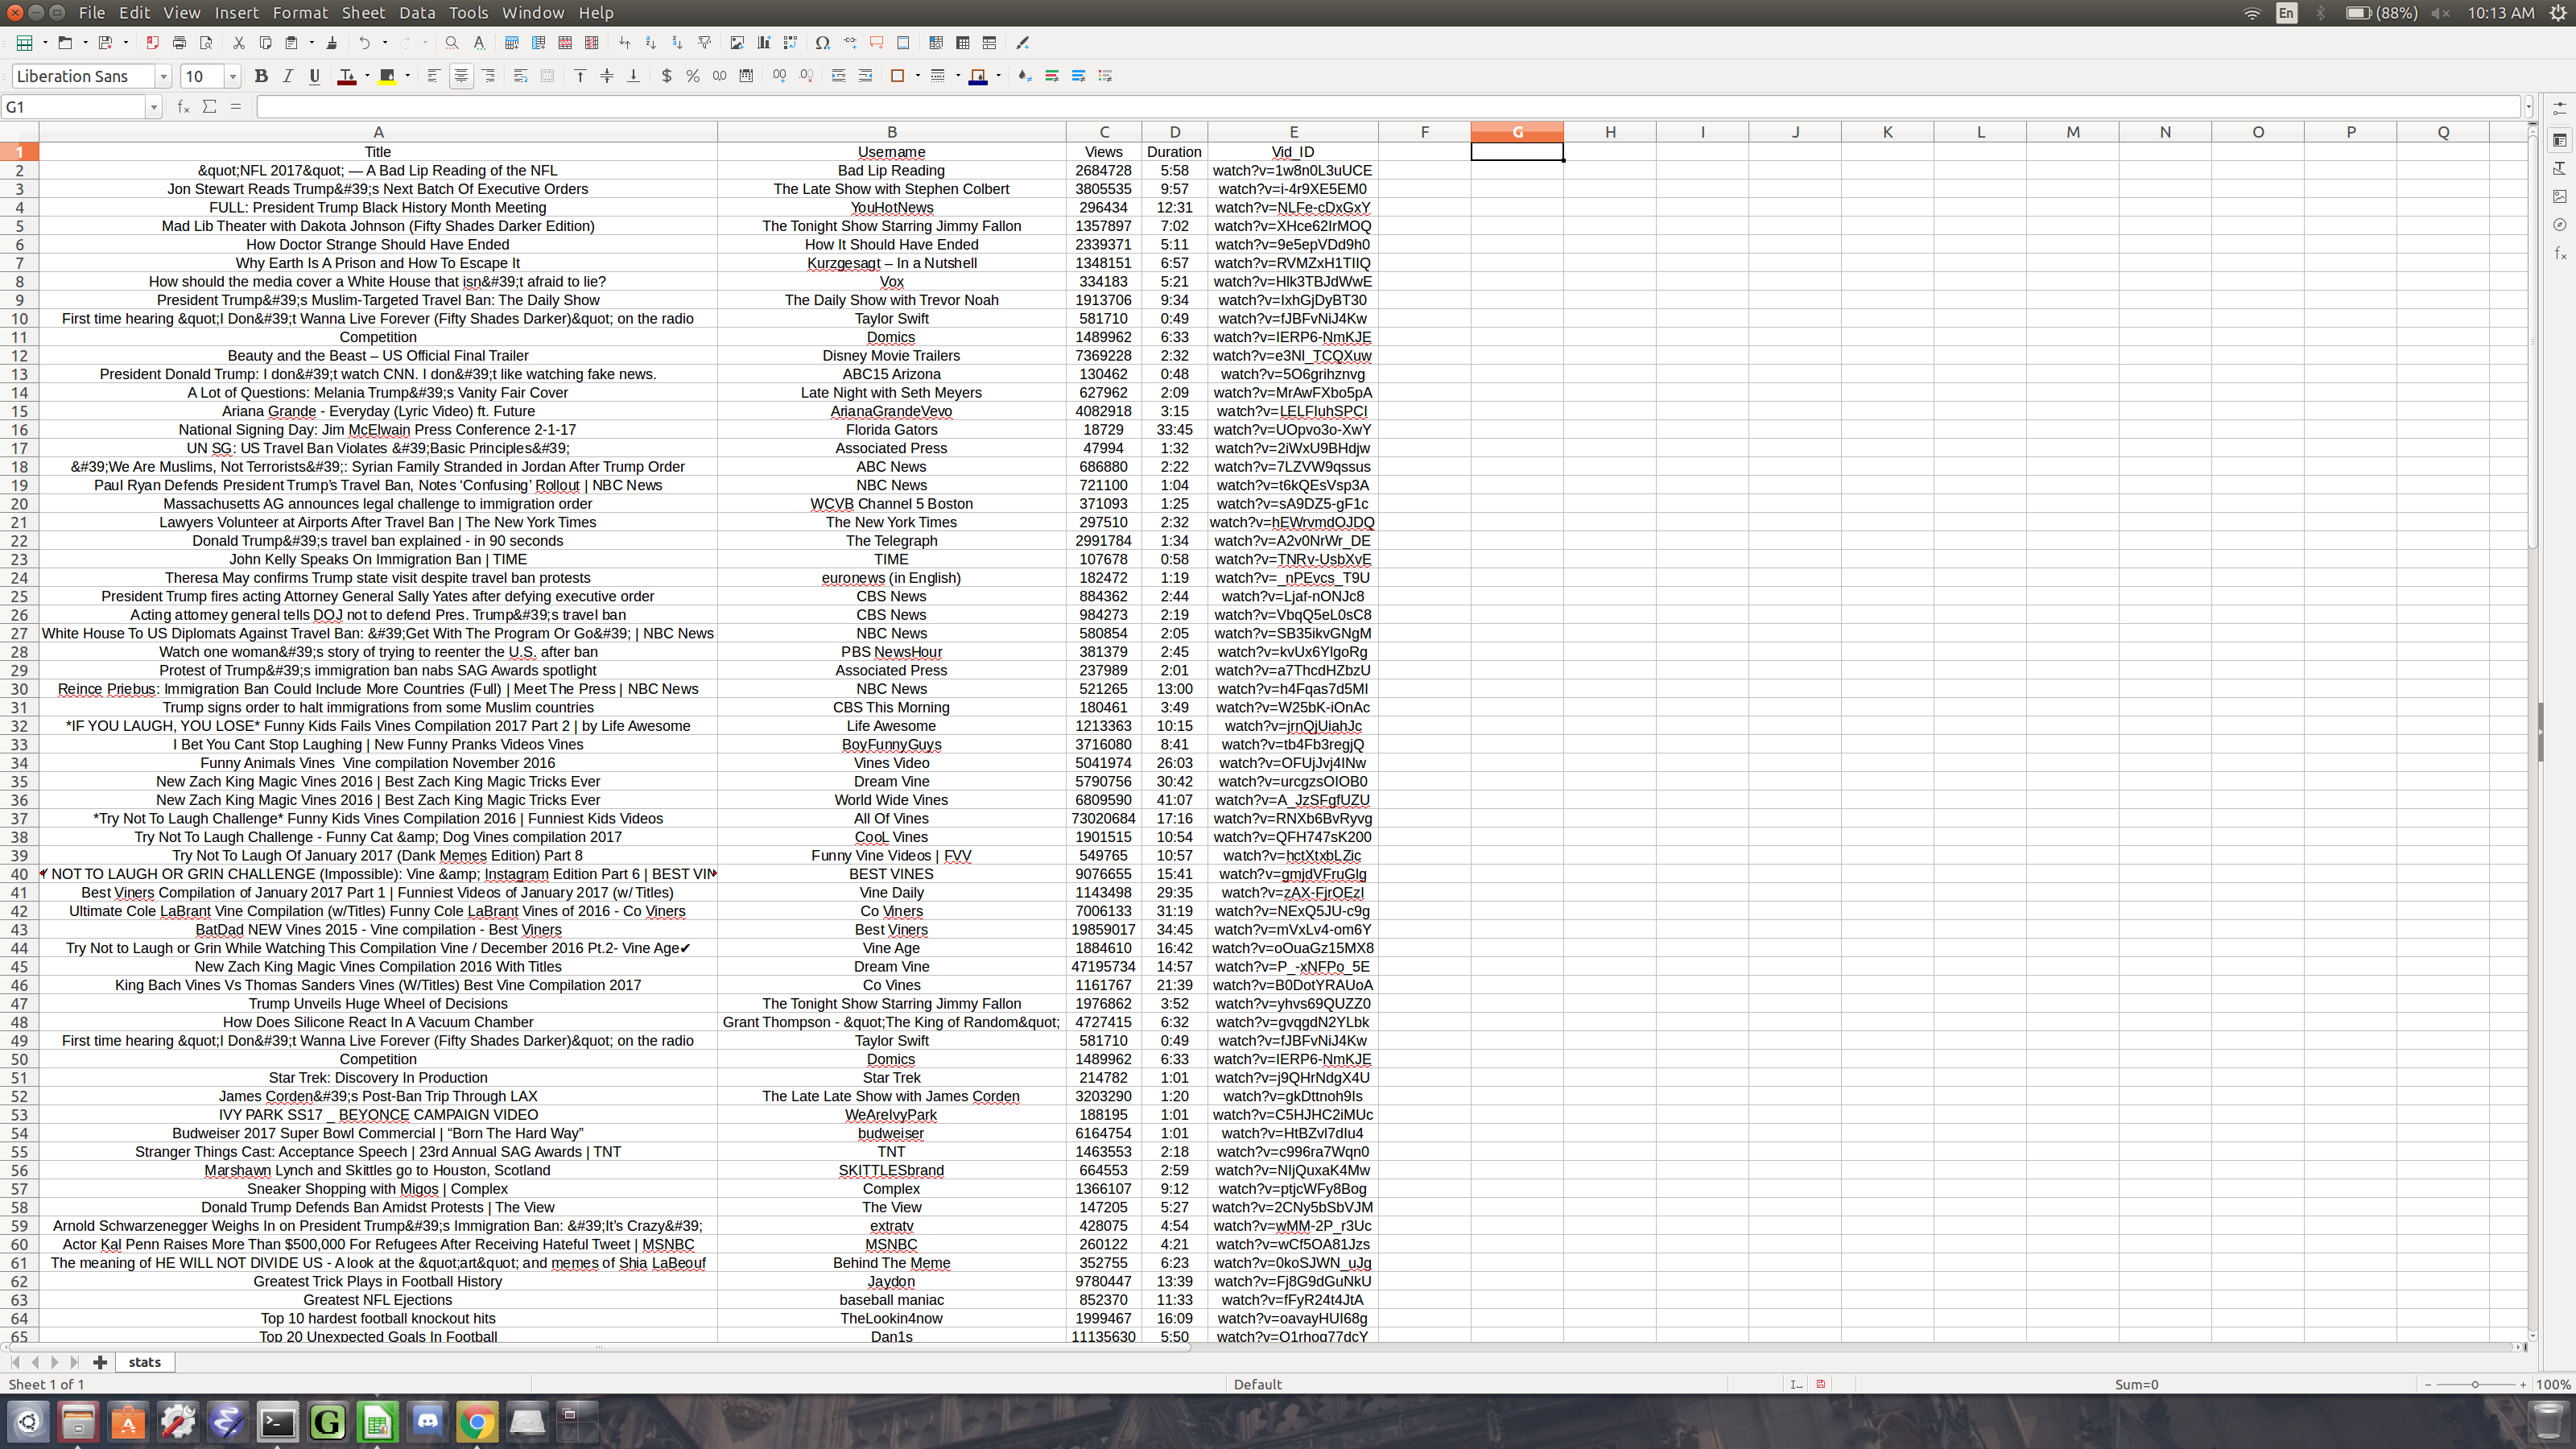 File Edit View Insert Format Sheet Data Tools Window Help En (88%) 10:13 AM
Liberation Sans 10
G1
A B C D E F G H I J K L M N O P Q
1 Title Username Views Duration Vid_ID
2 &quot;NFL 2017&quot; — A Bad Lip Reading of the NFL Bad Lip Reading 2684728 5:58 watch?v=1w8n0L3uUCE
3 Jon Stewart Reads Trump&#39;s Next Batch Of Executive Orders The Late Show with Stephen Colbert 3805535 9:57 watch?v=i-4r9XE5EM0
4 FULL: President Trump Black History Month Meeting YouHotNews 296434 12:31 watch?v=NLFe-cDxGxY
5 Mad Lib Theater with Dakota Johnson (Fifty Shades Darker Edition) The Tonight Show Starring Jimmy Fallon 1357897 7:02 watch?v=XHce62IrMOQ
6 How Doctor Strange Should Have Ended How It Should Have Ended 2339371 5:11 watch?v=9e5epVDd9h0
7 Why Earth Is A Prison and How To Escape It Kurzgesagt – In a Nutshell 1348151 6:57 watch?v=RVMZxH1TIIQ
8 How should the media cover a White House that isn&#39;t afraid to lie? Vox 334183 5:21 watch?v=Hlk3TBJdWwE
9 President Trump&#39;s Muslim-Targeted Travel Ban: The Daily Show The Daily Show with Trevor Noah 1913706 9:34 watch?v=IxhGjDyBT30
10 First time hearing &quot;I Don&#39;t Wanna Live Forever (Fifty Shades Darker)&quot; on the radio Taylor Swift 581710 0:49 watch?v=fJBFvNiJ4Kw
11 Competition Domics 1489962 6:33 watch?v=IERP6-NmKJE
12 Beauty and the Beast – US Official Final Trailer Disney Movie Trailers 7369228 2:32 watch?v=e3Nl_TCQXuw
13 President Donald Trump: I don&#39;t watch CNN. I don&#39;t like watching fake news. ABC15 Arizona 130462 0:48 watch?v=5O6grihznvg
14 A Lot of Questions: Melania Trump&#39;s Vanity Fair Cover Late Night with Seth Meyers 627962 2:09 watch?v=MrAwFXbo5pA
15 Ariana Grande - Everyday (Lyric Video) ft. Future ArianaGrandeVevo 4082918 3:15 watch?v=LELFIuhSPCI
16 National Signing Day: Jim McElwain Press Conference 2-1-17 Florida Gators 18729 33:45 watch?v=UOpvo3o-XwY
17 UN SG: US Travel Ban Violates &#39;Basic Principles&#39; Associated Press 47994 1:32 watch?v=2iWxU9BHdjw
18 &#39;We Are Muslims, Not Terrorists&#39;: Syrian Family Stranded in Jordan After Trump Order ABC News 686880 2:22 watch?v=7LZVW9qssus
19 Paul Ryan Defends President Trump’s Travel Ban, Notes ‘Confusing’ Rollout | NBC News NBC News 721100 1:04 watch?v=t6kQEsVsp3A
20 Massachusetts AG announces legal challenge to immigration order WCVB Channel 5 Boston 371093 1:25 watch?v=sA9DZ5-gF1c
21 Lawyers Volunteer at Airports After Travel Ban | The New York Times The New York Times 297510 2:32 watch?v=hEWrvmdOJDQ
22 Donald Trump&#39;s travel ban explained - in 90 seconds The Telegraph 2991784 1:34 watch?v=A2v0NrWr_DE
23 John Kelly Speaks On Immigration Ban | TIME TIME 107678 0:58 watch?v=TNRv-UsbXvE
24 Theresa May confirms Trump state visit despite travel ban protests euronews (in English) 182472 1:19 watch?v=_nPEvcs_T9U
25 President Trump fires acting Attorney General Sally Yates after defying executive order CBS News 884362 2:44 watch?v=Ljaf-nONJc8
26 Acting attorney general tells DOJ not to defend Pres. Trump&#39;s travel ban CBS News 984273 2:19 watch?v=VbqQ5eL0sC8
27 White House To US Diplomats Against Travel Ban: &#39;Get With The Program Or Go&#39; | NBC News NBC News 580854 2:05 watch?v=SB35ikvGNgM
28 Watch one woman&#39;s story of trying to reenter the U.S. after ban PBS NewsHour 381379 2:45 watch?v=kvUx6YlgoRg
29 Protest of Trump&#39;s immigration ban nabs SAG Awards spotlight Associated Press 237989 2:01 watch?v=a7ThcdHZbzU
30 Reince Priebus: Immigration Ban Could Include More Countries (Full) | Meet The Press | NBC News NBC News 521265 13:00 watch?v=h4Fqas7d5MI
31 Trump signs order to halt immigrations from some Muslim countries CBS This Morning 180461 3:49 watch?v=W25bK-iOnAc
32 *IF YOU LAUGH, YOU LOSE* Funny Kids Fails Vines Compilation 2017 Part 2 | by Life Awesome Life Awesome 1213363 10:15 watch?v=jrnQjUiahJc
33 I Bet You Cant Stop Laughing | New Funny Pranks Videos Vines BoyFunnyGuys 3716080 8:41 watch?v=tb4Fb3regjQ
34 Funny Animals Vines Vine compilation November 2016 Vines Video 5041974 26:03 watch?v=OFUjJvj4INw
35 New Zach King Magic Vines 2016 | Best Zach King Magic Tricks Ever Dream Vine 5790756 30:42 watch?v=urcgzsOIOB0
36 New Zach King Magic Vines 2016 | Best Zach King Magic Tricks Ever World Wide Vines 6809590 41:07 watch?v=A_JzSFgfUZU
37 *Try Not To Laugh Challenge* Funny Kids Vines Compilation 2016 | Funniest Kids Videos All Of Vines 73020684 17:16 watch?v=RNXb6BvRyvg
38 Try Not To Laugh Challenge - Funny Cat &amp; Dog Vines compilation 2017 CooL Vines 1901515 10:54 watch?v=QFH747sK200
39 Try Not To Laugh Of January 2017 (Dank Memes Edition) Part 8 Funny Vine Videos | FVV 549765 10:57 watch?v=hctXtxbLZic
40 Y NOT TO LAUGH OR GRIN CHALLENGE (Impossible): Vine &amp; Instagram Edition Part 6 | BEST VIN BEST VINES 9076655 15:41 watch?v=gmjdVFruGlg
41 Best Viners Compilation of January 2017 Part 1 | Funniest Videos of January 2017 (w/ Titles) Vine Daily 1143498 29:35 watch?v=zAX-FjrOEzI
42 Ultimate Cole LaBrant Vine Compilation (w/Titles) Funny Cole LaBrant Vines of 2016 - Co Viners Co Viners 7006133 31:19 watch?v=NExQ5JU-c9g
43 BatDad NEW Vines 2015 - Vine compilation - Best Viners Best Viners 19859017 34:45 watch?v=mVxLv4-om6Y
44 Try Not to Laugh or Grin While Watching This Compilation Vine / December 2016 Pt.2- Vine Age✔ Vine Age 1884610 16:42 watch?v=oOuaGz15MX8
45 New Zach King Magic Vines Compilation 2016 With Titles Dream Vine 47195734 14:57 watch?v=P_-xNFPo_5E
46 King Bach Vines Vs Thomas Sanders Vines (W/Titles) Best Vine Compilation 2017 Co Vines 1161767 21:39 watch?v=B0DotYRAUoA
47 Trump Unveils Huge Wheel of Decisions The Tonight Show Starring Jimmy Fallon 1976862 3:52 watch?v=yhvs69QUZZ0
48 How Does Silicone React In A Vacuum Chamber Grant Thompson - &quot;The King of Random&quot; 4727415 6:32 watch?v=gvqgdN2YLbk
49 First time hearing &quot;I Don&#39;t Wanna Live Forever (Fifty Shades Darker)&quot; on the radio Taylor Swift 581710 0:49 watch?v=fJBFvNiJ4Kw
50 Competition Domics 1489962 6:33 watch?v=IERP6-NmKJE
51 Star Trek: Discovery In Production Star Trek 214782 1:01 watch?v=j9QHrNdgX4U
52 James Corden&#39;s Post-Ban Trip Through LAX The Late Late Show with James Corden 3203290 1:20 watch?v=gkDttnoh9Is
53 IVY PARK SS17 _ BEYONCE CAMPAIGN VIDEO WeAreIvyPark 188195 1:01 watch?v=C5HJHC2iMUc
54 Budweiser 2017 Super Bowl Commercial | “Born The Hard Way” budweiser 6164754 1:01 watch?v=HtBZvl7dIu4
55 Stranger Things Cast: Acceptance Speech | 23rd Annual SAG Awards | TNT TNT 1463553 2:18 watch?v=c996ra7Wqn0
56 Marshawn Lynch and Skittles go to Houston, Scotland SKITTLESbrand 664553 2:59 watch?v=NIjQuxaK4Mw
57 Sneaker Shopping with Migos | Complex Complex 1366107 9:12 watch?v=ptjcWFy8Bog
58 Donald Trump Defends Ban Amidst Protests | The View The View 147205 5:27 watch?v=2CNy5bSbVJM
59 Arnold Schwarzenegger Weighs In on President Trump&#39;s Immigration Ban: &#39;It’s Crazy&#39; extratv 428075 4:54 watch?v=wMM-2P_r3Uc
60 Actor Kal Penn Raises More Than $500,000 For Refugees After Receiving Hateful Tweet | MSNBC MSNBC 260122 4:21 watch?v=wCf5OA81Jzs
61 The meaning of HE WILL NOT DIVIDE US - A look at the &quot;art&quot; and memes of Shia LaBeouf Behind The Meme 352755 6:23 watch?v=0koSJWN_uJg
62 Greatest Trick Plays in Football History Jaydon 9780447 13:39 watch?v=Fj8G9dGuNkU
63 Greatest NFL Ejections baseball maniac 852370 11:33 watch?v=fFyR24t4JtA
64 Top 10 hardest football knockout hits TheLookin4now 1999467 16:09 watch?v=oavayHUI68g
65 Top 20 Unexpected Goals In Football Dan1s 11135630 5:50 watch?v=O1rhog77dcY
stats
Sheet 1 of 1 Default Sum=0 100%